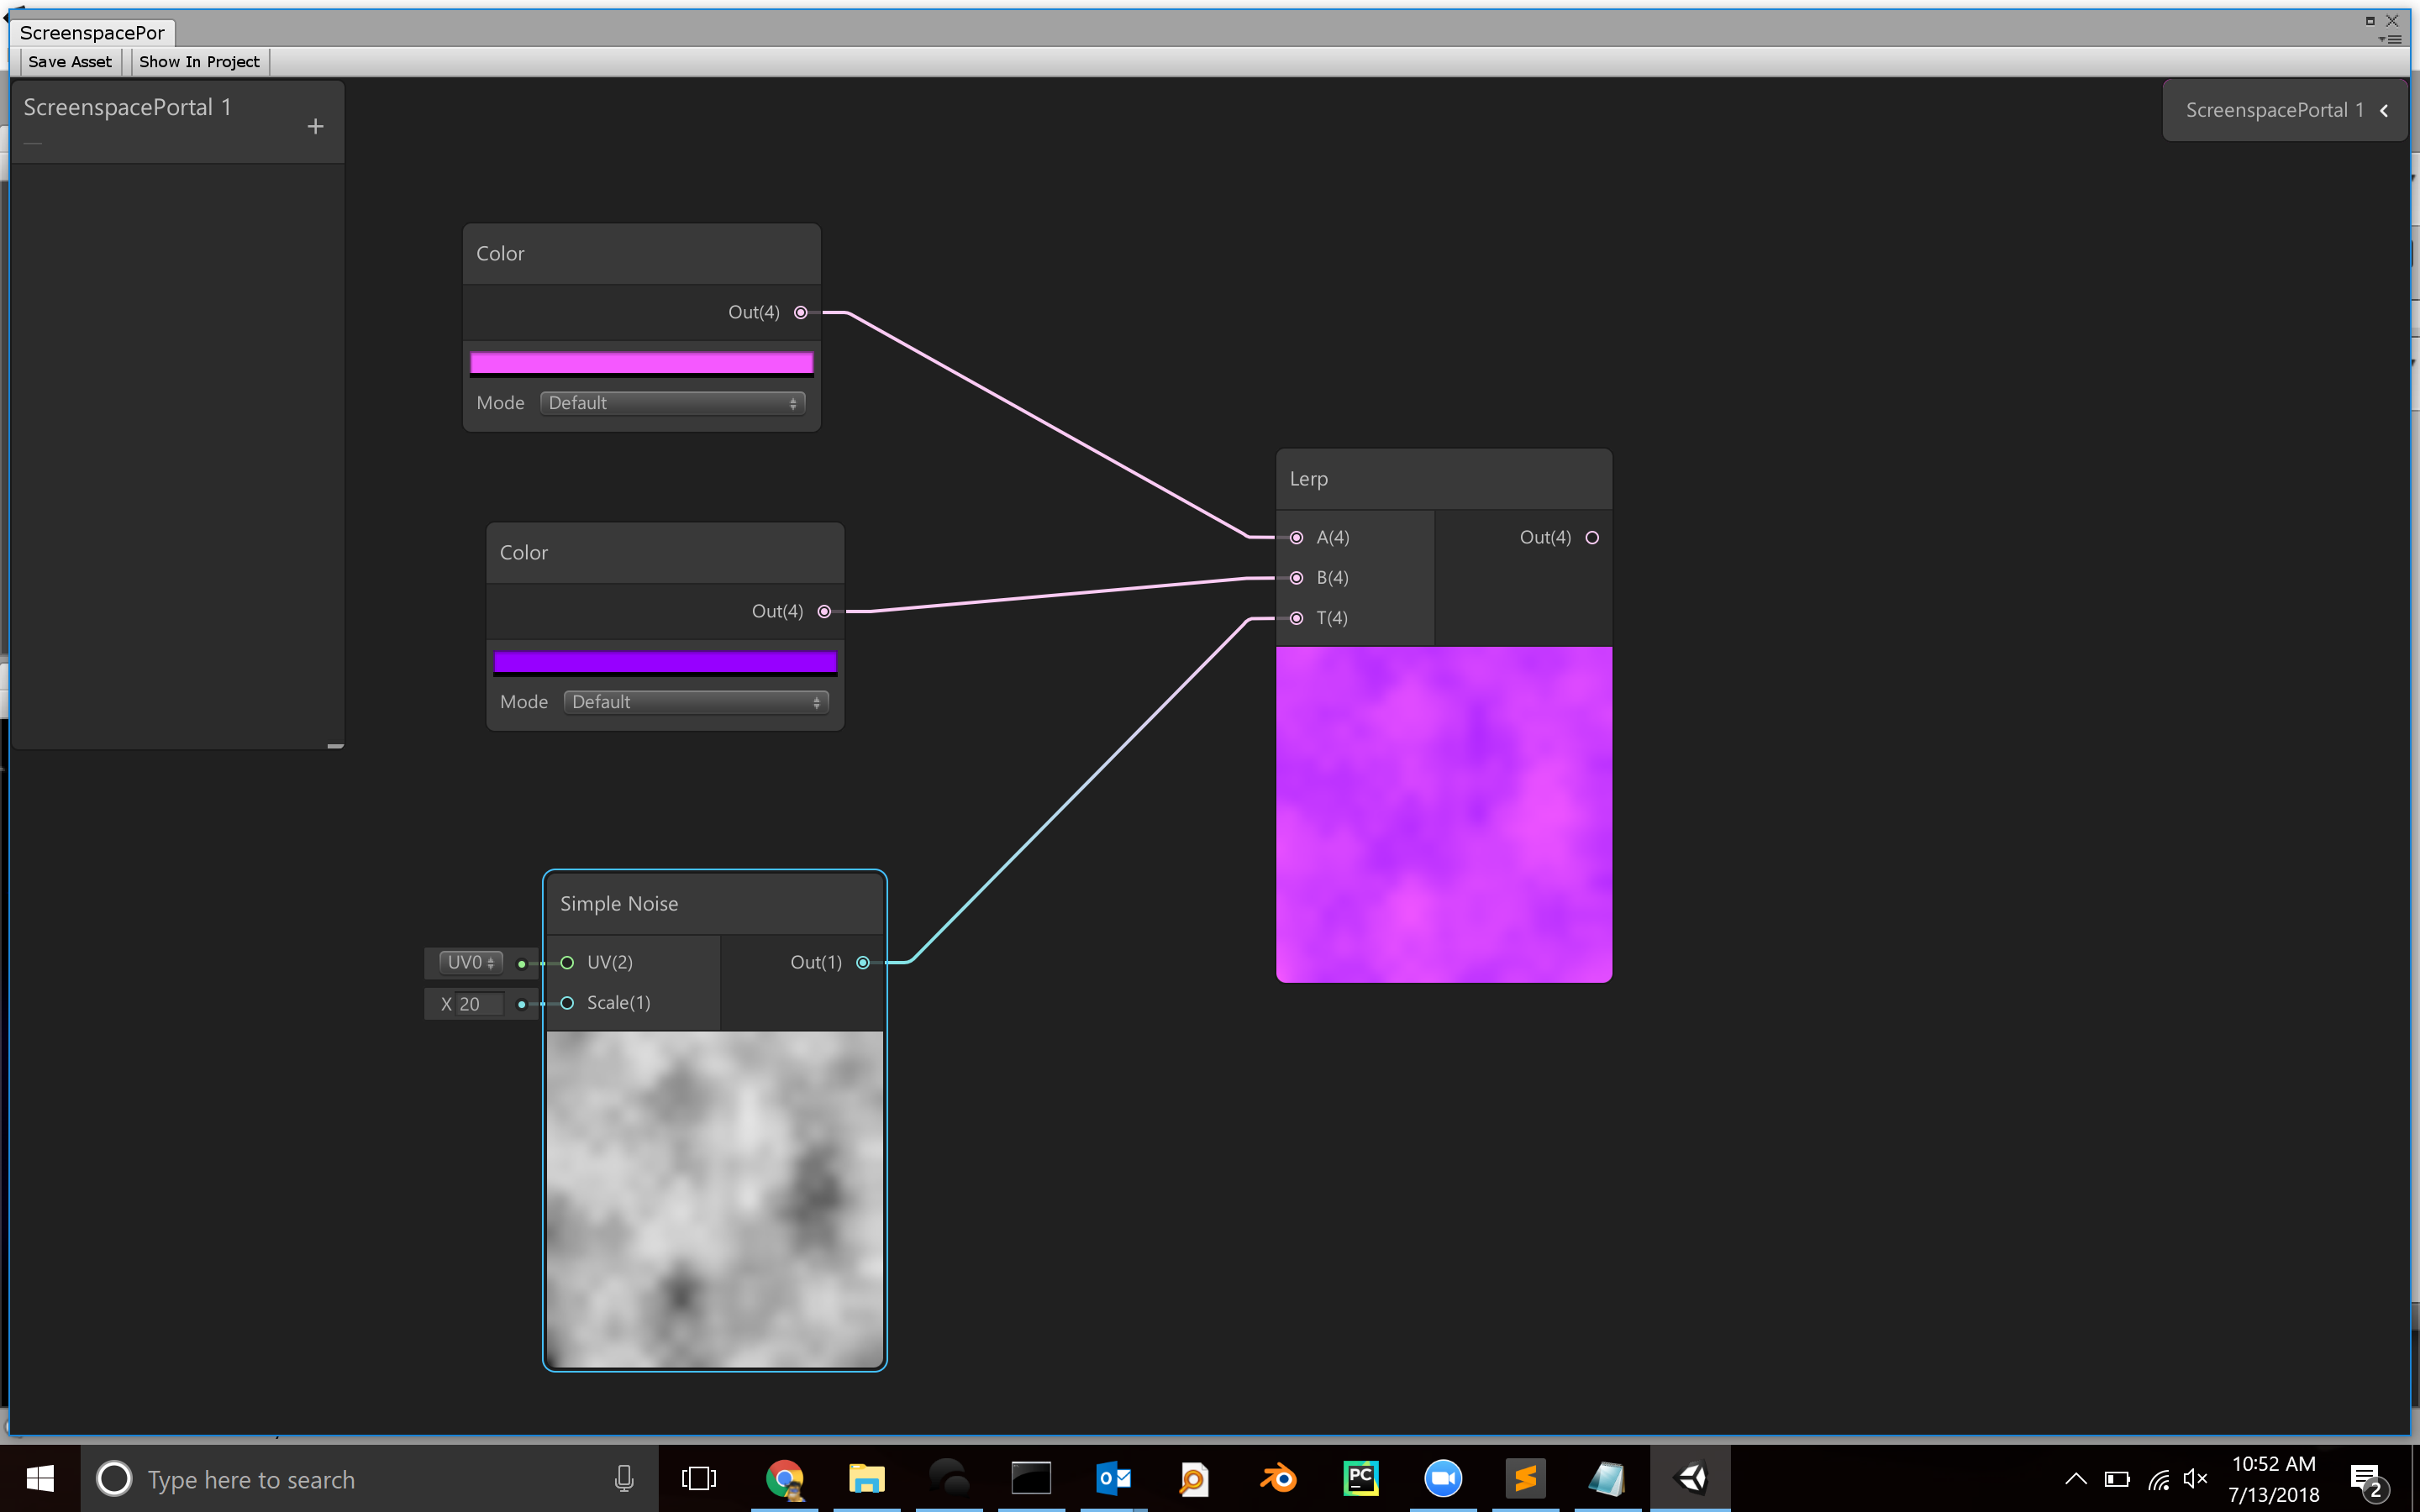 ScreenspacePor
Save Asset
Show In Project
ScreenspacePortal 1
ScreenspacePortal 1
Color
Out(4)
Mode Default
Color
Out(4)
Mode Default
Lerp
A(4)
Out(4)
B(4)
T(4)
Simple Noise
UV0
UV(2)
Out(1)
X 20
Scale(1)
Type here to search
PC
10:52 AM
7/13/2018
2